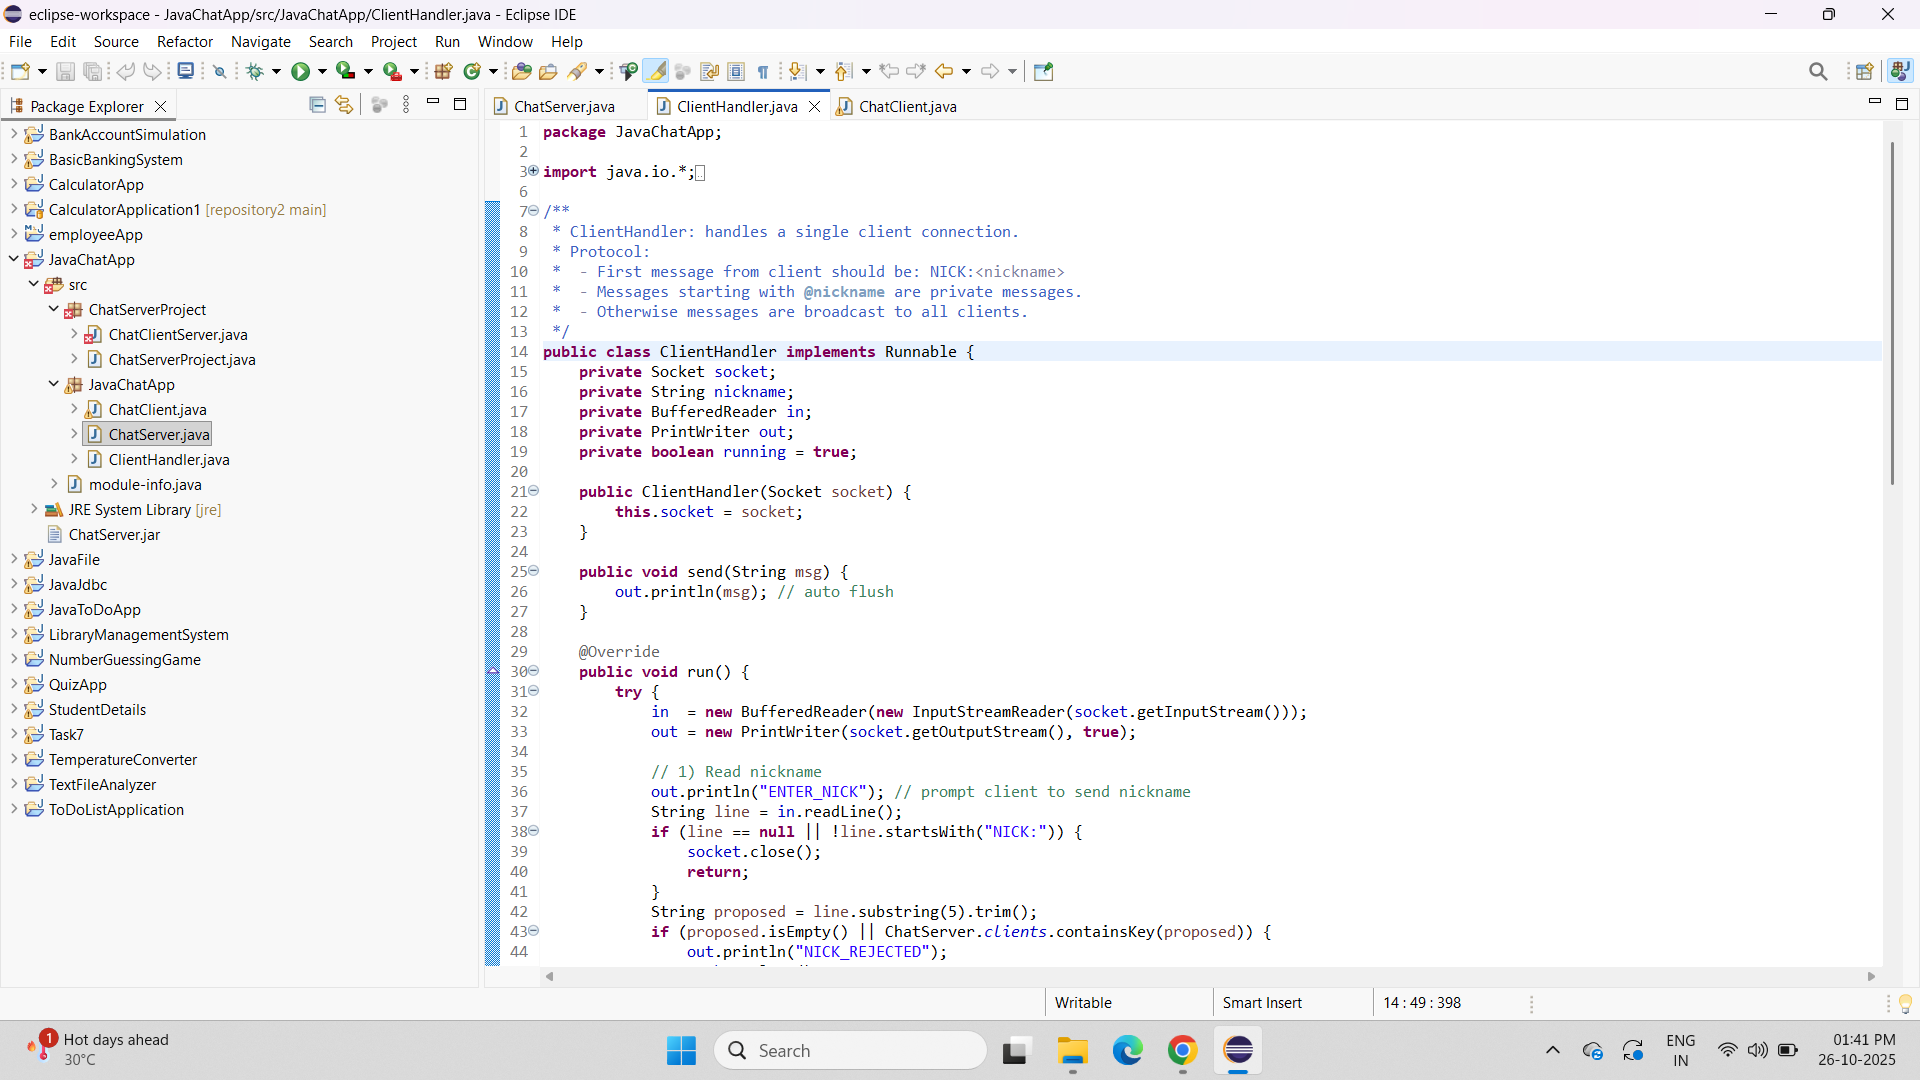 eclipse-workspace - JavaChatApp/src/JavaChatApp/ClientHandler.java - Eclipse IDE
File Edit Source Refactor Navigate Search Project Run Window Help
Package Explorer
BankAccountSimulation
BasicBankingSystem
CalculatorApp
CalculatorApplication1 [repository2 main]
employeeApp
JavaChatApp
src
ChatServerProject
ChatClientServer.java
ChatServerProject.java
JavaChatApp
ChatClient.java
ChatServer.java
ClientHandler.java
module-info.java
JRE System Library [jre]
ChatServer.jar
JavaFile
JavaJdbc
JavaToDoApp
LibraryManagementSystem
NumberGuessingGame
QuizApp
StudentDetails
Task7
TemperatureConverter
TextFileAnalyzer
ToDoListApplication
ChatServer.java ClientHandler.java ChatClient.java
1 package JavaChatApp;
2
3 import java.io.*;
6
7 /**
8  * ClientHandler: handles a single client connection.
9  * Protocol:
10  *  - First message from client should be: NICK:<nickname>
11  *  - Messages starting with @nickname are private messages.
12  *  - Otherwise messages are broadcast to all clients.
13  */
14 public class ClientHandler implements Runnable {
15     private Socket socket;
16     private String nickname;
17     private BufferedReader in;
18     private PrintWriter out;
19     private boolean running = true;
20
21     public ClientHandler(Socket socket) {
22         this.socket = socket;
23     }
24
25     public void send(String msg) {
26         out.println(msg); // auto flush
27     }
28
29     @Override
30     public void run() {
31         try {
32             in  = new BufferedReader(new InputStreamReader(socket.getInputStream()));
33             out = new PrintWriter(socket.getOutputStream(), true);
34
35             // 1) Read nickname
36             out.println("ENTER_NICK"); // prompt client to send nickname
37             String line = in.readLine();
38             if (line == null || !line.startsWith("NICK:")) {
39                 socket.close();
40                 return;
41             }
42             String proposed = line.substring(5).trim();
43             if (proposed.isEmpty() || ChatServer.clients.containsKey(proposed)) {
44                 out.println("NICK_REJECTED");
Writable Smart Insert 14 : 49 : 398
1
Hot days ahead
30°C
Search
ENG
IN
01:41 PM
26-10-2025